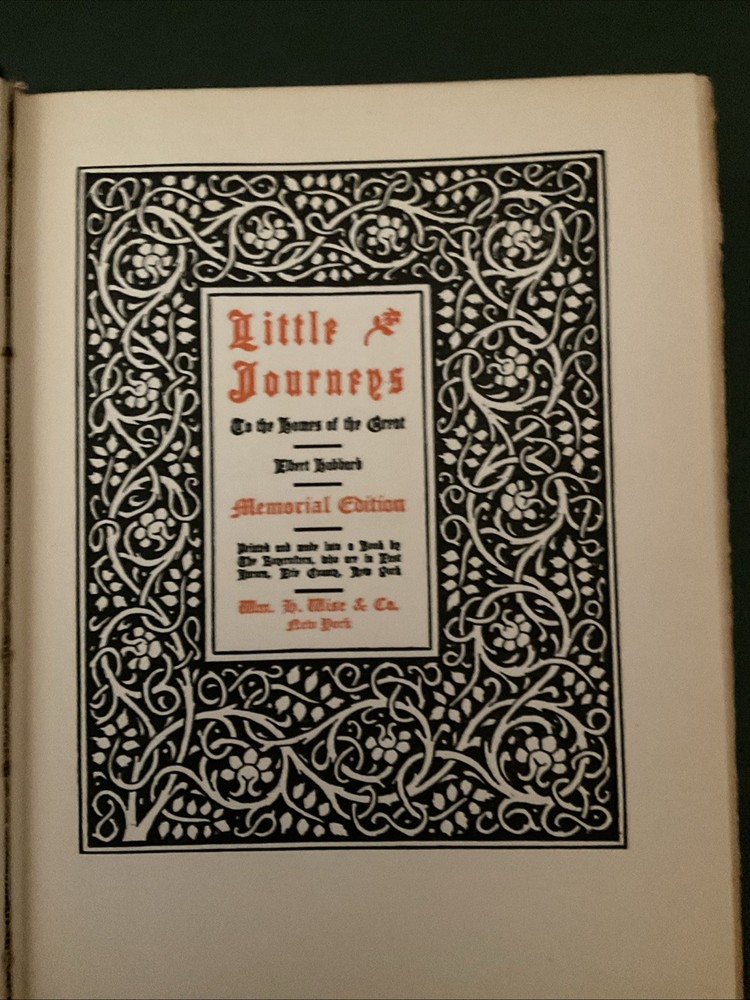 Little
Journeys
To the Homes of the Great
Elbert Hubbard
Memorial Edition
Printed and made into a Book by
The Roycrofters, who are in East
Aurora, Erie County, New York
Wm. H. Wise & Co.
New York